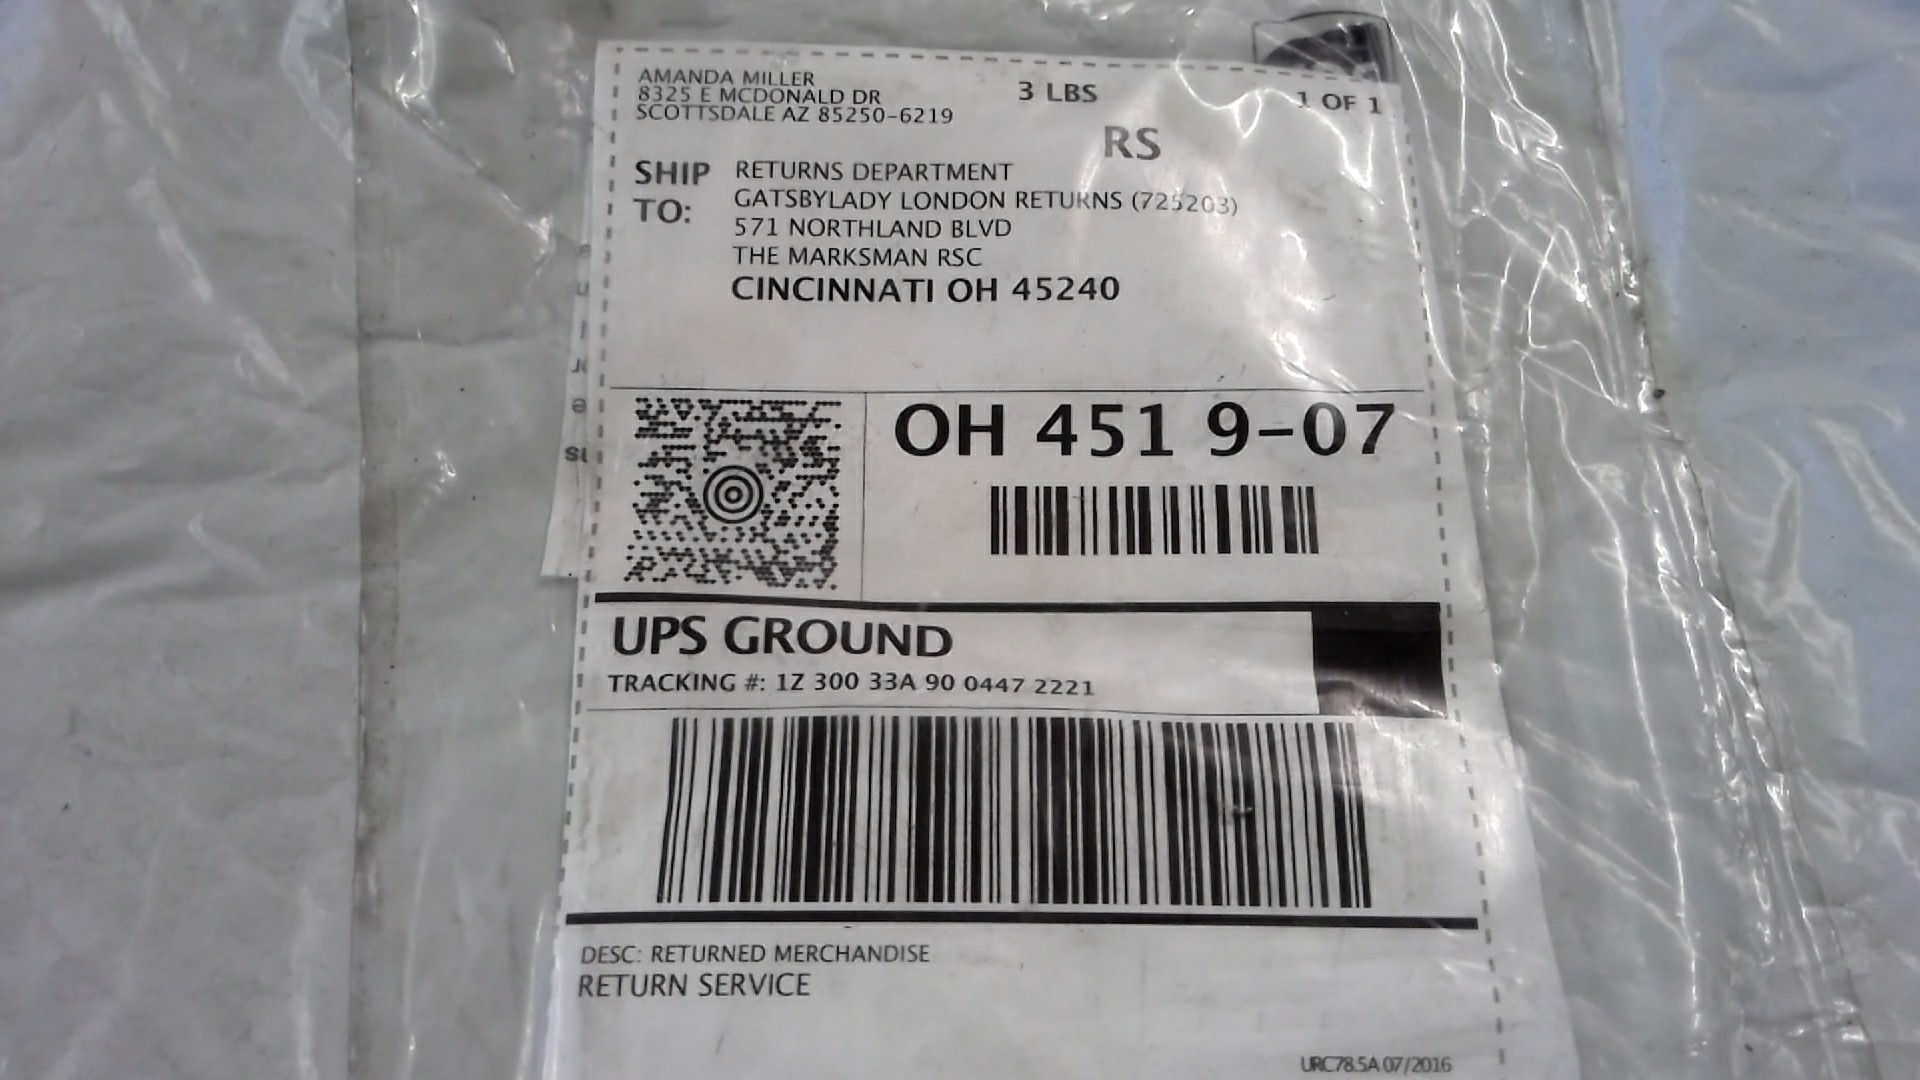 AMANDA MILLER
8325 E MCDONALD DR
SCOTTSDALE AZ 85250-6219
3 LBS
1 OF 1
RS
SHIP TO:
RETURNS DEPARTMENT
GATSBYLADY LONDON RETURNS (725203)
571 NORTHLAND BLVD
THE MARKSMAN RSC
CINCINNATI OH 45240
OH 451 9-07
UPS GROUND
TRACKING #: 1Z 300 33A 90 0447 2221
DESC: RETURNED MERCHANDISE
RETURN SERVICE
URC78.5A 07/2016